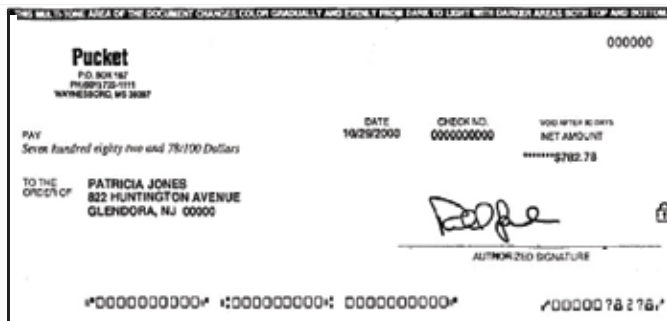 THIS MULTI-TONE AREA OF THE DOCUMENT CHANGES COLOR GRADUALLY AND EVENLY FROM DARK TO LIGHT WITH DARKER AREAS BOTH TOP AND BOTTOM
000000
Pucket
P.O. BOX 167
WAYNESBORO, MS 39367
DATE CHECK NO. VOID AFTER 90 DAYS
PAY 10/29/2000 0000000000 NET AMOUNT
Seven hundred eighty two and 78/100 Dollars
*******$782.78
TO THE
ORDER OF
PATRICIA JONES
822 HUNTINGTON AVENUE
GLENDORA, NJ 00000
AUTHORIZED SIGNATURE
⑈0000000000⑈ ⑆000000000⑆ 0000000000⑈ ⑇0000078278⑇